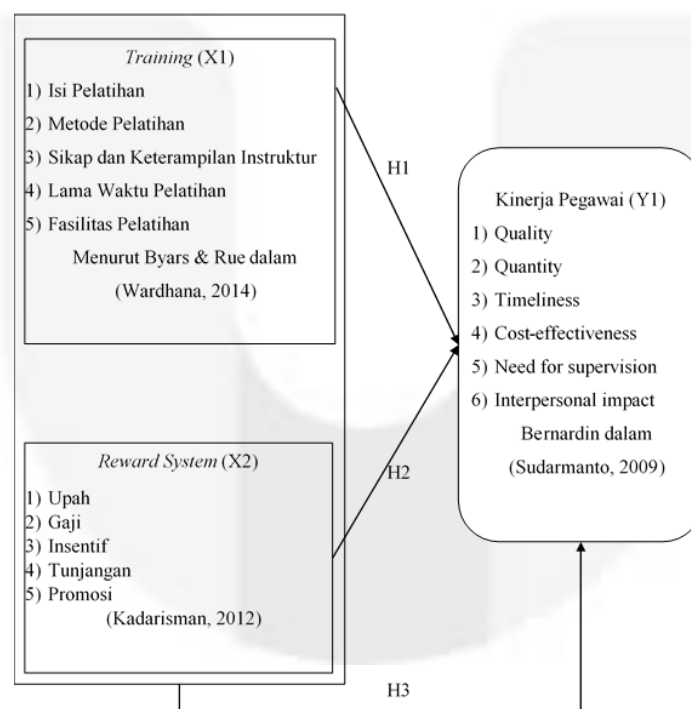 Training (X1)
1) Isi Pelatihan
2) Metode Pelatihan
3) Sikap dan Keterampilan Instruktur
4) Lama Waktu Pelatihan
5) Fasilitas Pelatihan
Menurut Byars & Rue dalam
(Wardhana, 2014)
H1
Kinerja Pegawai (Y1)
1) Quality
2) Quantity
3) Timeliness
4) Cost-effectiveness
5) Need for supervision
6) Interpersonal impact
Bernardin dalam
(Sudarmanto, 2009)
Reward System (X2)
1) Upah
2) Gaji
3) Insentif
4) Tunjangan
5) Promosi
(Kadarisman, 2012)
H2
H3